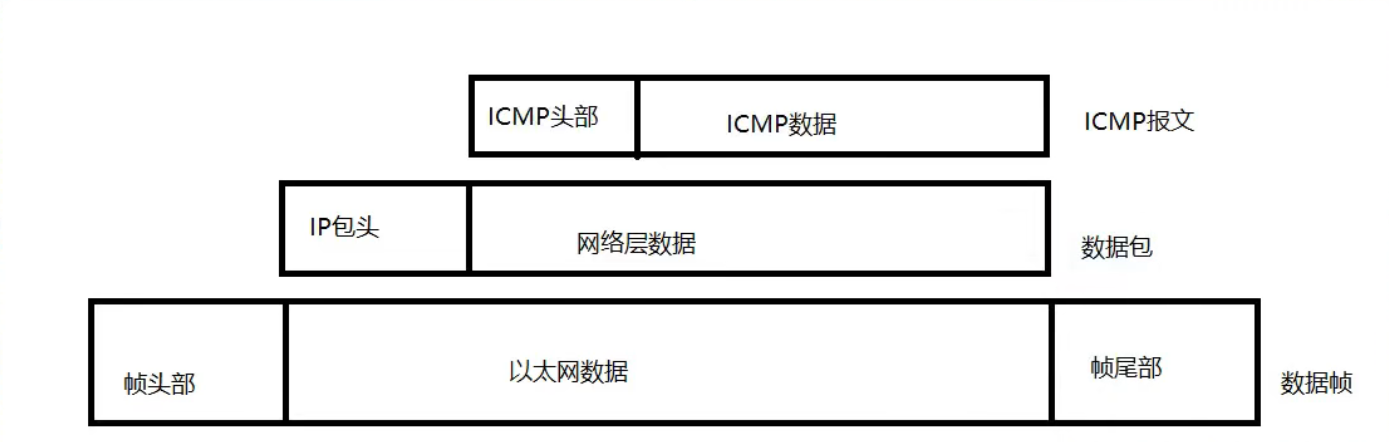 ICMP头部
ICMP数据
ICMP报文
IP包头
网络层数据
数据包
帧头部
以太网数据
帧尾部
数据帧